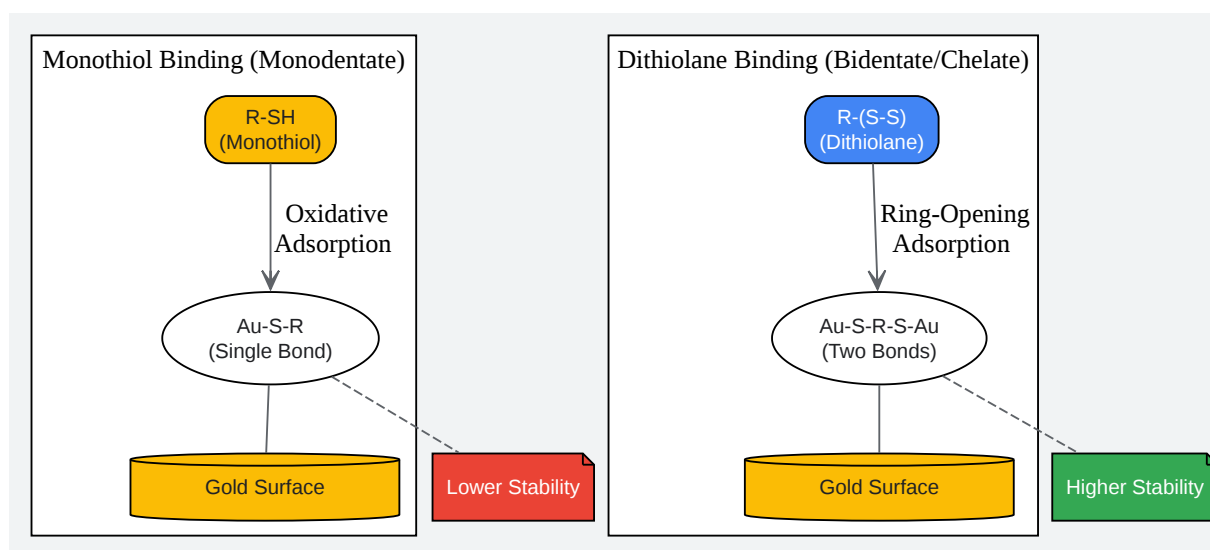 Monothiol Binding (Monodentate)
R-SH
(Monothiol)
Oxidative
Adsorption
Au-S-R
(Single Bond)
Gold Surface
Lower Stability
Dithiolane Binding (Bidentate/Chelate)
R-(S-S)
(Dithiolane)
Ring-Opening
Adsorption
Au-S-R-S-Au
(Two Bonds)
Gold Surface
Higher Stability